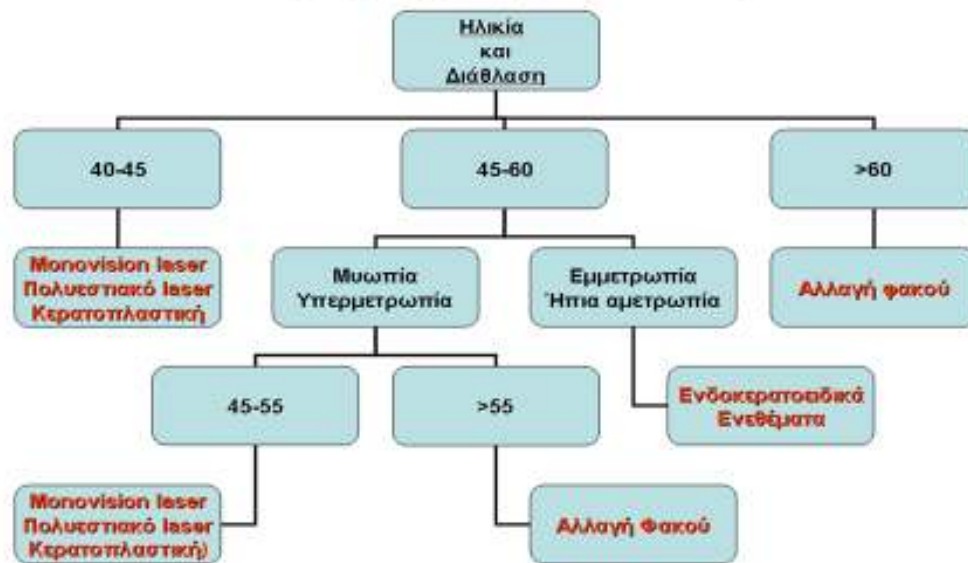 Ηλικία
και
Διάθλαση
40-45
45-60
>60
Monovision laser
Πολυεστιακό laser
Κερατοπλαστική
Μυωπία
Υπερμετρωπία
Εμμετρωπία
Ήπια αμετρωπία
Αλλαγή φακού
45-55
>55
Ενδοκερατοειδικά
Ενεθέματα
Monovision laser
Πολυεστιακό laser
Κερατοπλαστική)
Αλλαγή Φακού